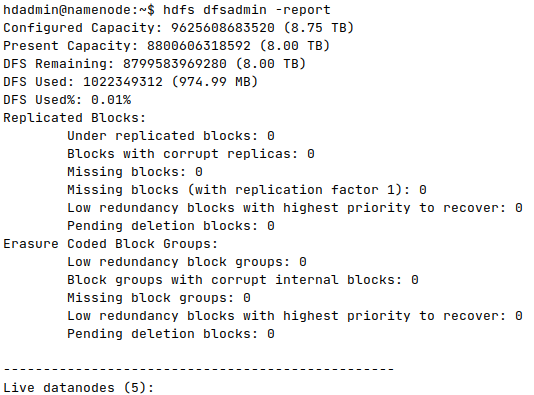 hdadmin@namenode:~$ hdfs dfsadmin -report
Configured Capacity: 9625608683520 (8.75 TB)
Present Capacity: 8800606318592 (8.00 TB)
DFS Remaining: 8799583969280 (8.00 TB)
DFS Used: 1022349312 (974.99 MB)
DFS Used%: 0.01%
Replicated Blocks:
        Under replicated blocks: 0
        Blocks with corrupt replicas: 0
        Missing blocks: 0
        Missing blocks (with replication factor 1): 0
        Low redundancy blocks with highest priority to recover: 0
        Pending deletion blocks: 0
Erasure Coded Block Groups:
        Low redundancy block groups: 0
        Block groups with corrupt internal blocks: 0
        Missing block groups: 0
        Low redundancy blocks with highest priority to recover: 0
        Pending deletion blocks: 0

-------------------------------------------------
Live datanodes (5):